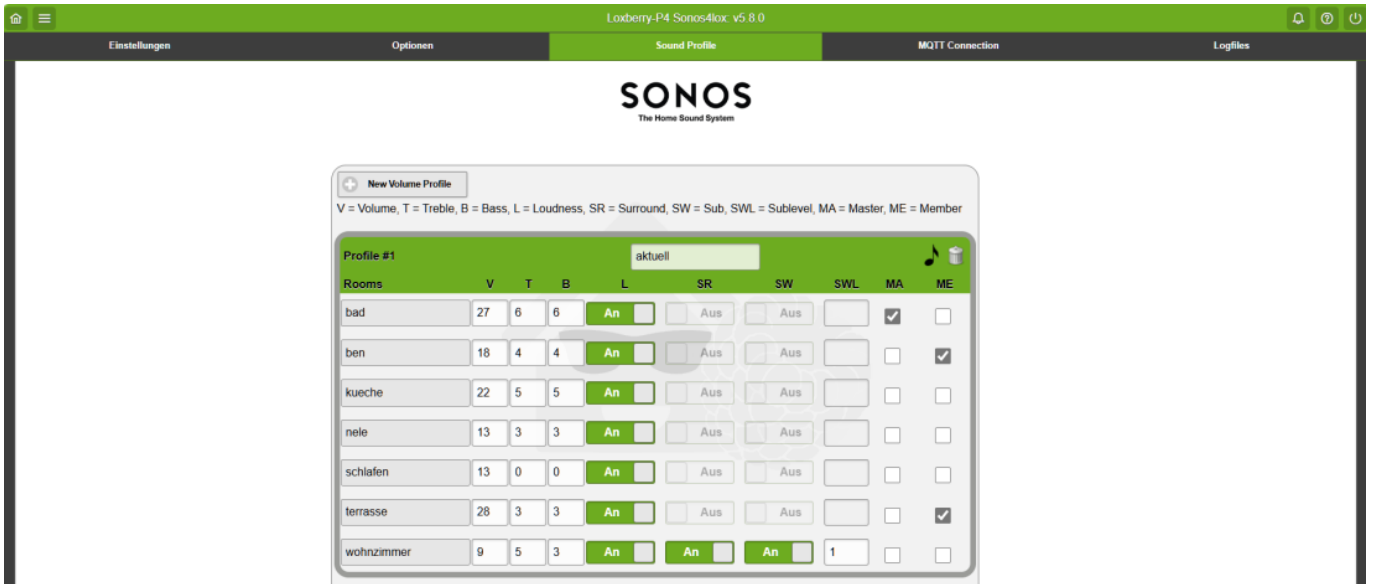 Loxberry-P4 Sonos4lox: v5.8.0
Einstellungen Optionen Sound Profile MQTT Connection Logfiles
SONOS
The Home Sound System
New Volume Profile
V = Volume, T = Treble, B = Bass, L = Loudness, SR = Surround, SW = Sub, SWL = Sublevel, MA = Master, ME = Member
Profile #1 aktuell
Rooms V T B L SR SW SWL MA ME
bad 27 6 6 An Aus Aus
ben 18 4 4 An Aus Aus
kueche 22 5 5 An Aus Aus
nele 13 3 3 An Aus Aus
schlafen 13 0 0 An Aus Aus
terrasse 28 3 3 An Aus Aus
wohnzimmer 9 5 3 An An An 1